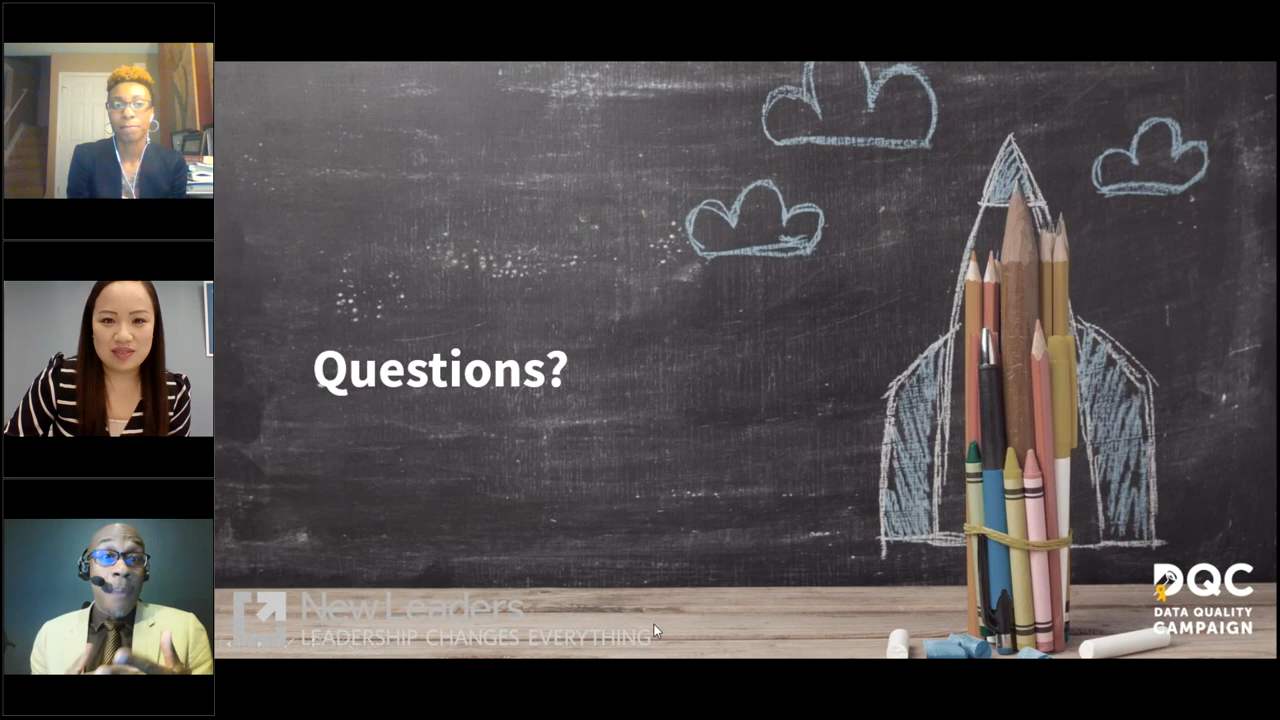 Questions?
New Leaders
LEADERSHIP CHANGES EVERYTHING
DQC
DATA QUALITY
CAMPAIGN